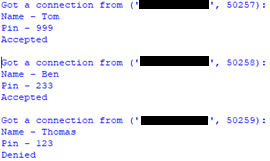 Got a connection from ('', 50257):
Name - Tom
Pin - 999
Accepted
Got a connection from ('', 50258):
Name - Ben
Pin - 233
Accepted
Got a connection from ('', 50259):
Name - Thomas
Pin - 123
Denied